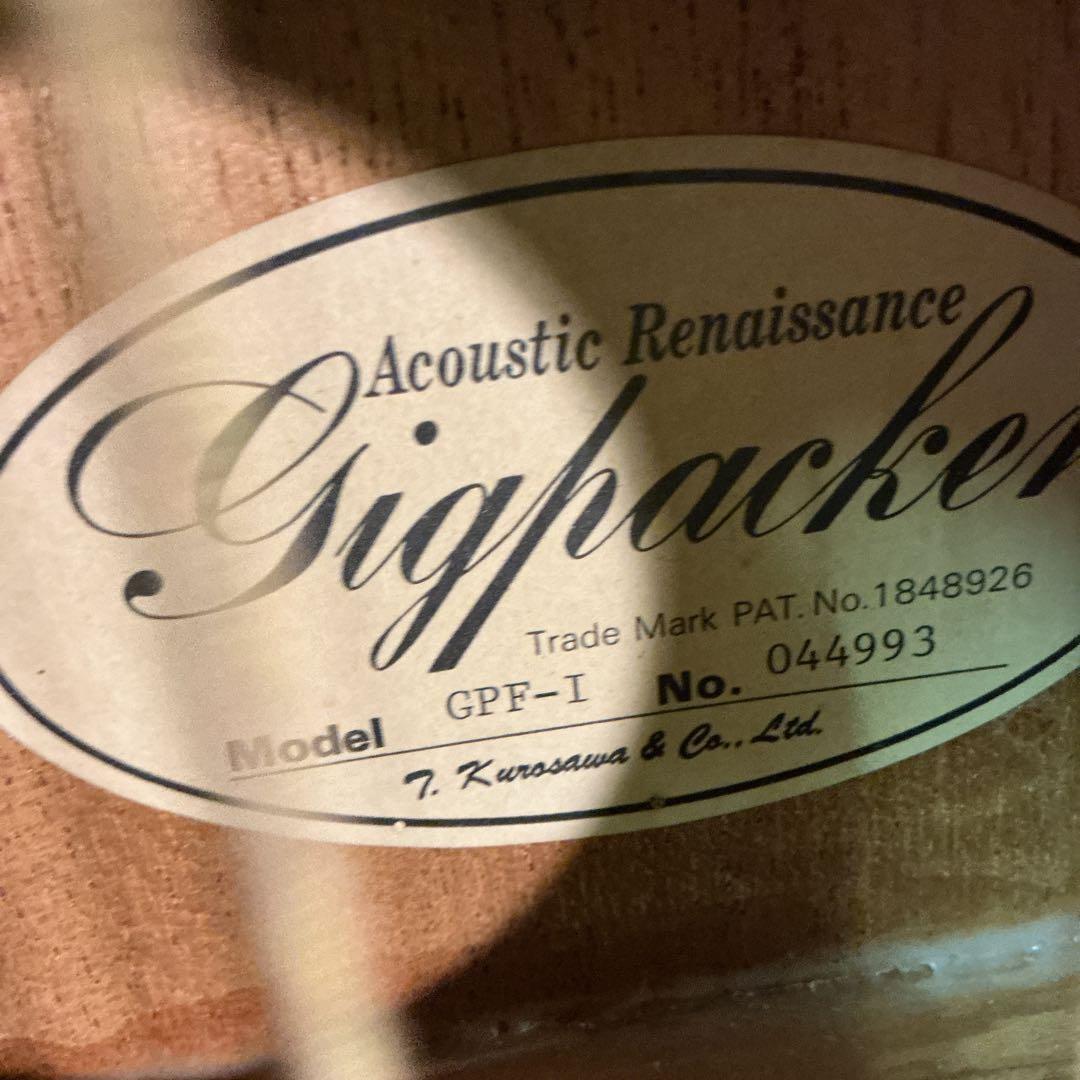 Acoustic Renaissance
Gigpacker
Trade Mark PAT. No.1848926
Model GPF-I No. 044993
T. Kurosawa & Co., Ltd.